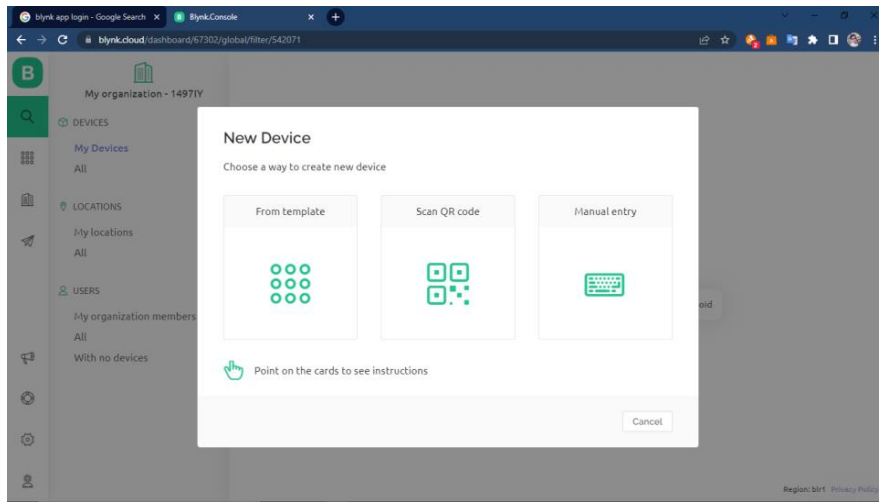 blynk app login - Google Search
Blynk.Console
blynk.cloud/dashboard/67302/global/filter/542071
2
B
My organization - 1497IY
DEVICES
My Devices
All
LOCATIONS
My locations
All
USERS
My organization members
All
With no devices
New Device
Choose a way to create new device
From template
Scan QR code
Manual entry
oid
Point on the cards to see instructions
Cancel
Region: blr1 Privacy Policy